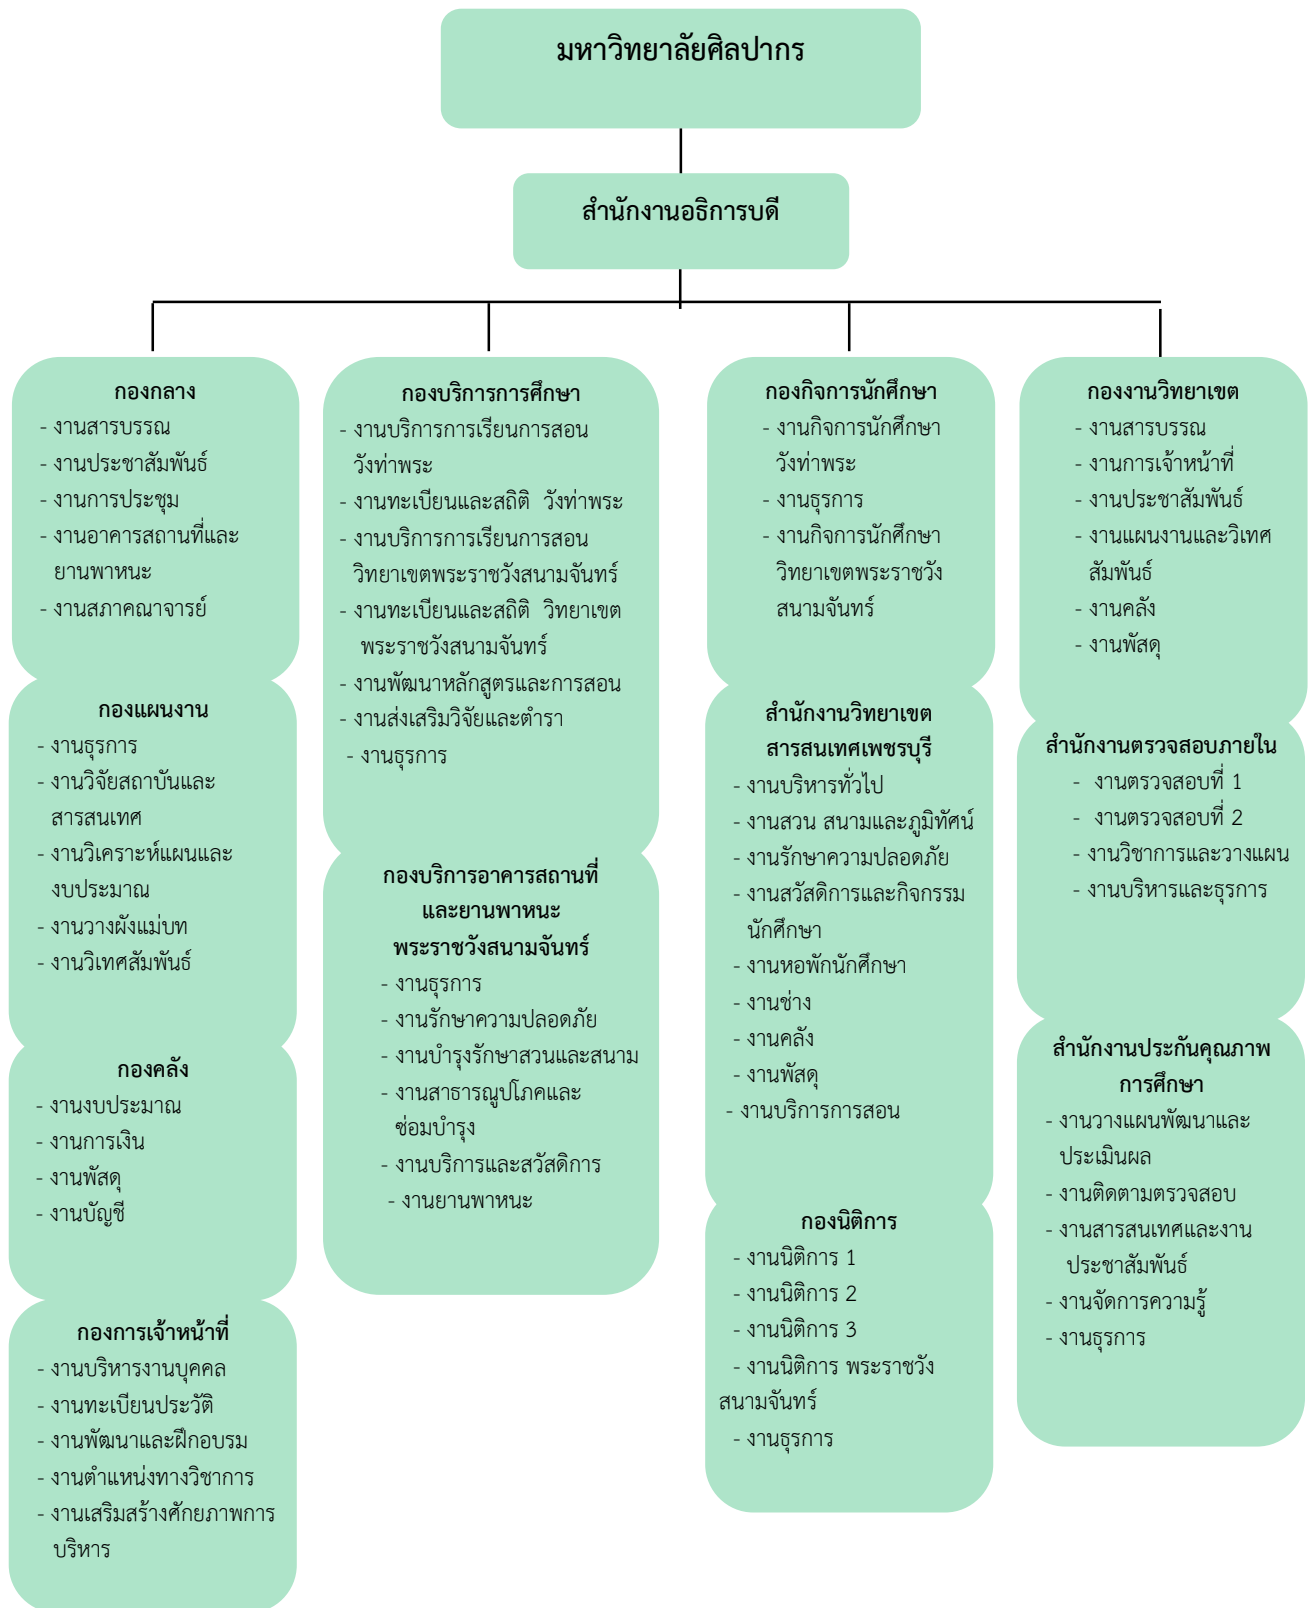 มหาวิทยาลัยศิลปากร
สำนักงานอธิการบดี
กองกลาง
- งานสารบรรณ
- งานประชาสัมพันธ์
- งานการประชุม
- งานอาคารสถานที่และ
ยานพาหนะ
- งานสภาคณาจารย์
กองแผนงาน
- งานธุรการ
- งานวิจัยสถาบันและ
สารสนเทศ
- งานวิเคราะห์แผนและ
งบประมาณ
- งานวางผังแม่บท
- งานวิเทศสัมพันธ์
กองคลัง
- งานงบประมาณ
- งานการเงิน
- งานพัสดุ
- งานบัญชี
กองการเจ้าหน้าที่
- งานบริหารงานบุคคล
- งานทะเบียนประวัติ
- งานพัฒนาและฝึกอบรม
- งานตำแหน่งทางวิชาการ
- งานเสริมสร้างศักยภาพการ
บริหาร
กองบริการการศึกษา
- งานบริการการเรียนการสอน
วังท่าพระ
- งานทะเบียนและสถิติ วังท่าพระ
- งานบริการการเรียนการสอน
วิทยาเขตพระราชวังสนามจันทร์
- งานทะเบียนและสถิติ วิทยาเขต
พระราชวังสนามจันทร์
- งานพัฒนาหลักสูตรและการสอน
- งานส่งเสริมวิจัยและตำรา
- งานธุรการ
กองบริการอาคารสถานที่
และยานพาหนะ
พระราชวังสนามจันทร์
- งานธุรการ
- งานรักษาความปลอดภัย
- งานบำรุงรักษาสวนและสนาม
- งานสาธารณูปโภคและ
ซ่อมบำรุง
- งานบริการและสวัสดิการ
- งานยานพาหนะ
กองกิจการนักศึกษา
- งานกิจการนักศึกษา
วังท่าพระ
- งานธุรการ
- งานกิจการนักศึกษา
วิทยาเขตพระราชวัง
สนามจันทร์
สำนักงานวิทยาเขต
สารสนเทศเพชรบุรี
- งานบริหารทั่วไป
- งานสวน สนามและภูมิทัศน์
- งานรักษาความปลอดภัย
- งานสวัสดิการและกิจกรรม
นักศึกษา
- งานหอพักนักศึกษา
- งานช่าง
- งานคลัง
- งานพัสดุ
- งานบริการการสอน
กองนิติการ
- งานนิติการ 1
- งานนิติการ 2
- งานนิติการ 3
- งานนิติการ พระราชวัง
สนามจันทร์
- งานธุรการ
กองงานวิทยาเขต
- งานสารบรรณ
- งานการเจ้าหน้าที่
- งานประชาสัมพันธ์
- งานแผนงานและวิเทศ
สัมพันธ์
- งานคลัง
- งานพัสดุ
สำนักงานตรวจสอบภายใน
- งานตรวจสอบที่ 1
- งานตรวจสอบที่ 2
- งานวิชาการและวางแผน
- งานบริหารและธุรการ
สำนักงานประกันคุณภาพ
การศึกษา
- งานวางแผนพัฒนาและ
ประเมินผล
- งานติดตามตรวจสอบ
- งานสารสนเทศและงาน
ประชาสัมพันธ์
- งานจัดการความรู้
- งานธุรการ